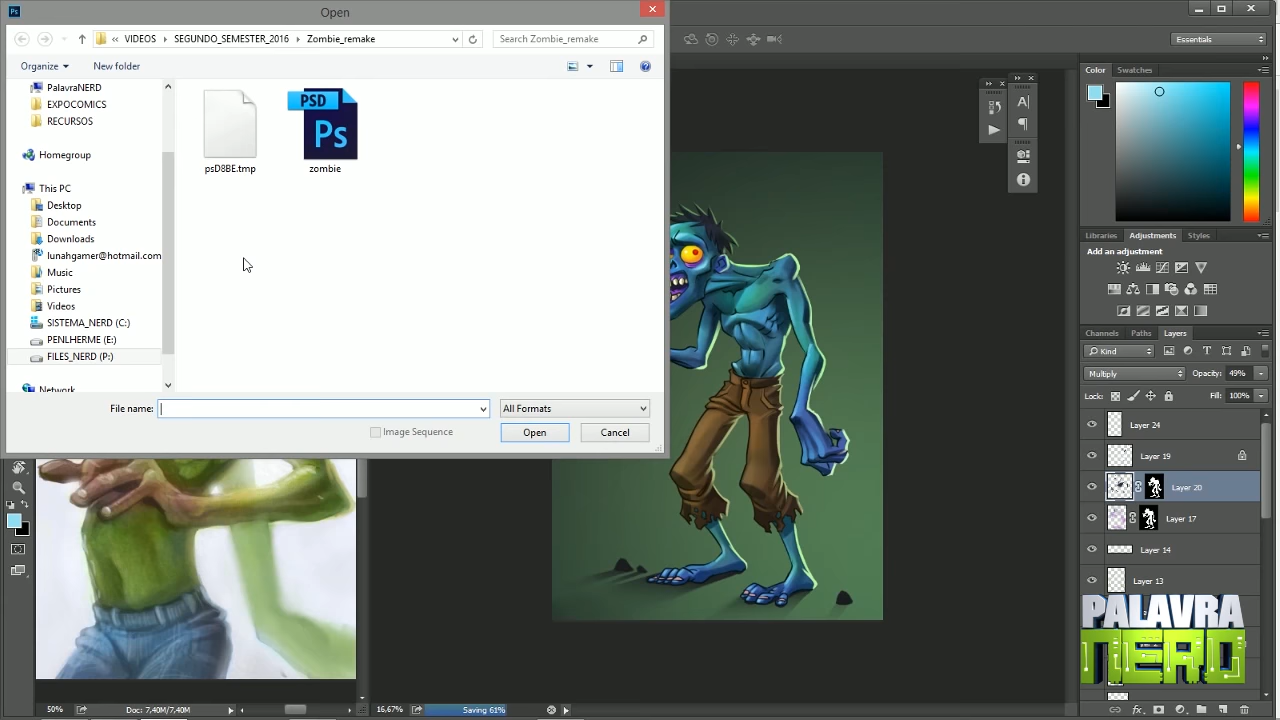 Ps
Open
VIDEOS
SEGUNDO_SEMESTER_2016
Zombie_remake
Search Zombie_remake
Essentials
Organize
New folder
PalavraNERD
EXPOCOMICS
RECURSOS
Homegroup
This PC
Desktop
Documents
Downloads
lunahgamer@hotmail.com
Music
Pictures
Videos
SISTEMA_NERD (C:)
PENLHERME (E:)
FILES_NERD (P:)
Network
psD8BE.tmp
PSD
Ps
zombie
File name:
All Formats
Image Sequence
Open
Cancel
Color
Swatches
Libraries
Adjustments
Styles
Add an adjustment
Channels
Paths
Layers
Kind
Multiply
Opacity: 49%
Lock:
Fill: 100%
Layer 24
Layer 19
Layer 20
Layer 17
Layer 14
Layer 13
PALAVRA
NERD
50%
Doc: 7,40M/7,40M
16,67%
Saving 61%